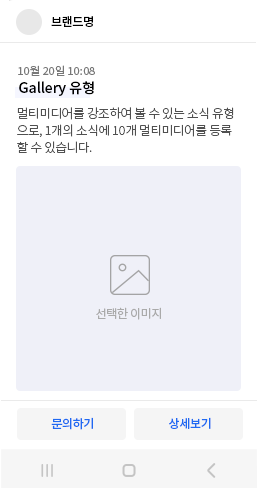 브랜드명
10월 20일 10:08
Gallery 유형
멀티미디어를 강조하여 볼 수 있는 소식 유형
으로, 1개의 소식에 10개 멀티미디어를 등록
할 수 있습니다.
선택한 이미지
문의하기 상세보기